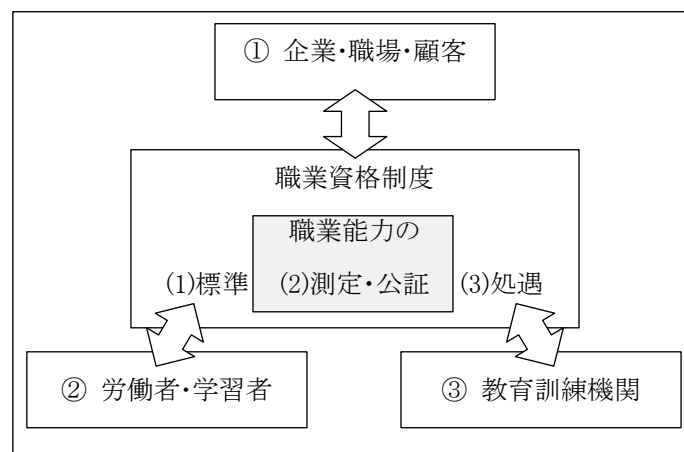 ① 企業・職場・顧客
職業資格制度
職業能力の
(1)標準 (2)測定・公証 (3)処遇
② 労働者・学習者
③ 教育訓練機関